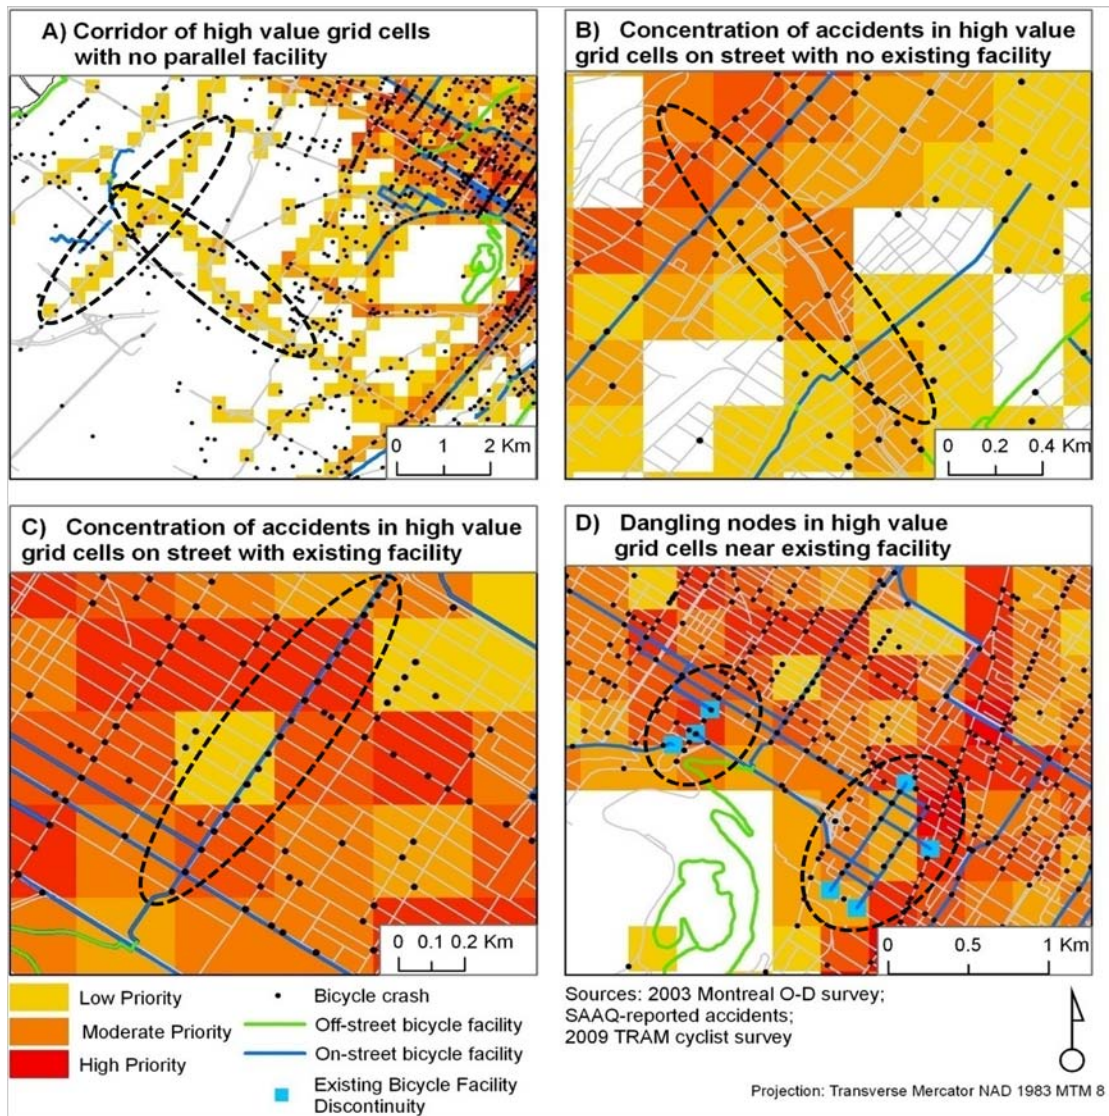 A) Corridor of high value grid cells
with no parallel facility
0 1 2 Km
B) Concentration of accidents in high value
grid cells on street with no existing facility
0 0.2 0.4 Km
C) Concentration of accidents in high value
grid cells on street with existing facility
0 0.1 0.2 Km
D) Dangling nodes in high value
grid cells near existing facility
0 0.5 1 Km
Low Priority
Moderate Priority
High Priority
Bicycle crash
Off-street bicycle facility
On-street bicycle facility
Existing Bicycle Facility
Discontinuity
Sources: 2003 Montreal O-D survey;
SAAQ-reported accidents;
2009 TRAM cyclist survey
Projection: Transverse Mercator NAD 1983 MTM 8